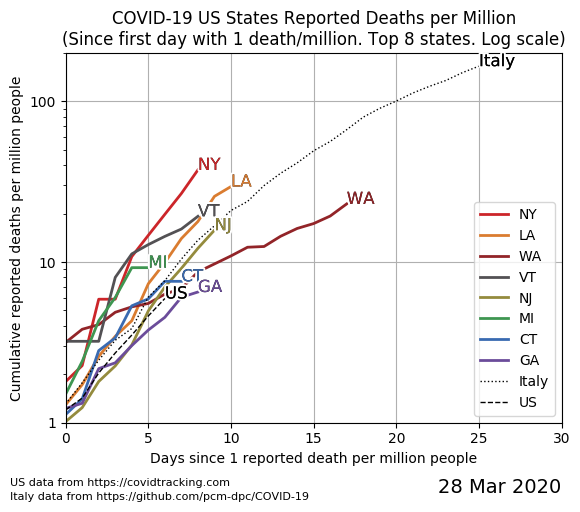 COVID-19 US States Reported Deaths per Million
(Since first day with 1 death/million. Top 8 states. Log scale)
Cumulative reported deaths per million people
100
10
1
Italy
NY
LA
WA
VT
NJ
MI
CT
GA
US
NY
LA
WA
VT
NJ
MI
CT
GA
Italy
US
0 5 10 15 20 25 30
Days since 1 reported death per million people
US data from https://covidtracking.com
Italy data from https://github.com/pcm-dpc/COVID-19
28 Mar 2020